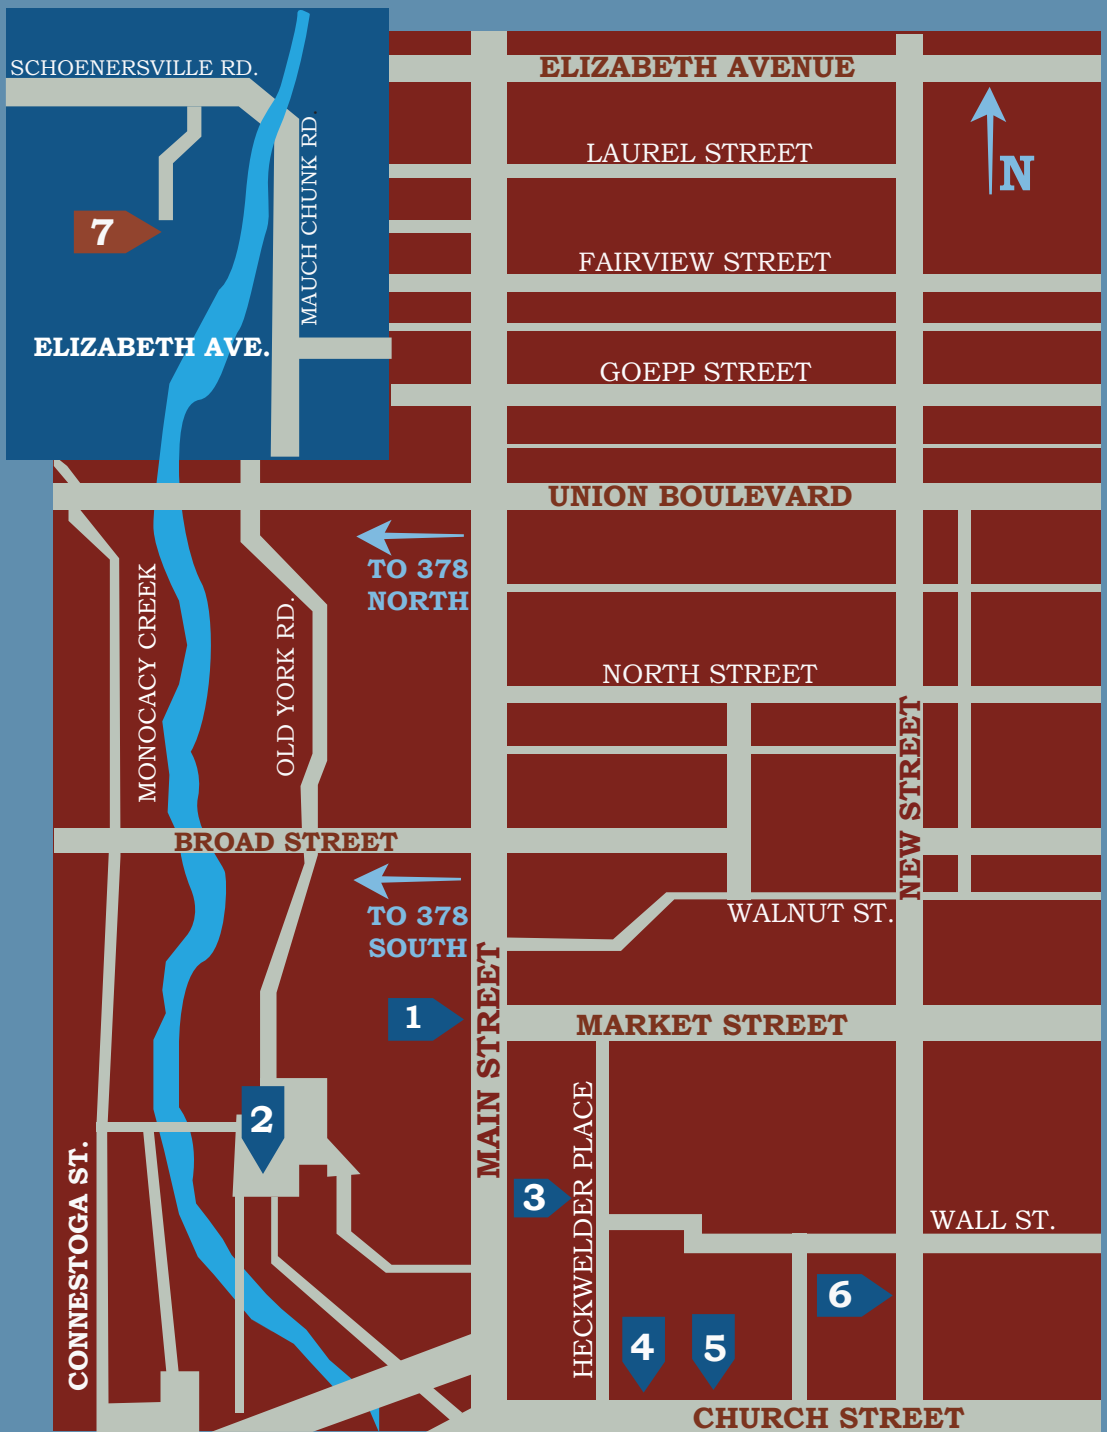 SCHOENERSVILLE RD.
MAUCH CHUNK RD.
7
ELIZABETH AVE.
ELIZABETH AVENUE
LAUREL STREET
N
FAIRVIEW STREET
GOEPP STREET
UNION BOULEVARD
TO 378
NORTH
MONOCACY CREEK
OLD YORK RD.
NORTH STREET
NEW STREET
BROAD STREET
WALNUT ST.
TO 378
SOUTH
MAIN STREET
1
MARKET STREET
2
CONNESTOGA ST.
3
HECKWELDER PLACE
WALL ST.
6
4
5
CHURCH STREET